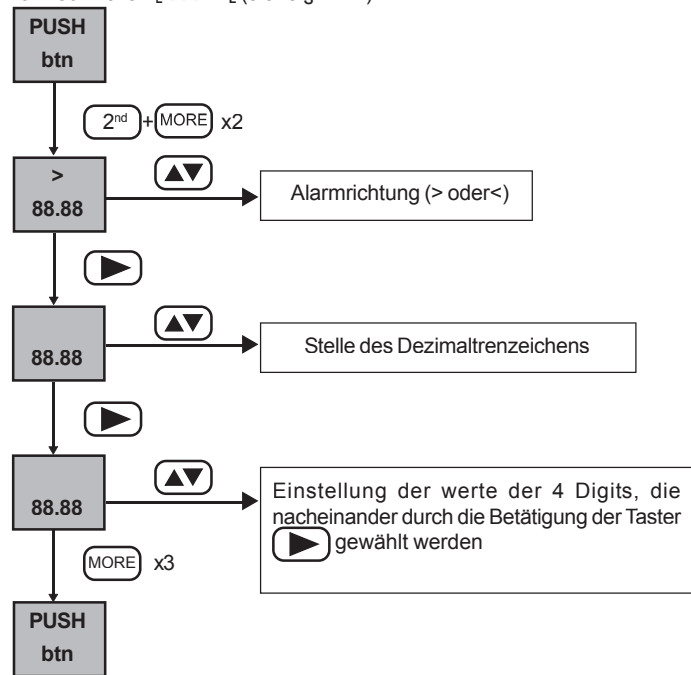 PUSH
btn
2nd + MORE x2
>
88.88
Alarmrichtung (> oder<)
88.88
Stelle des Dezimaltrenzeichens
88.88
Einstellung der werte der 4 Digits, die
nacheinander durch die Betätigung der Taster
gewählt werden
MORE x3
PUSH
btn